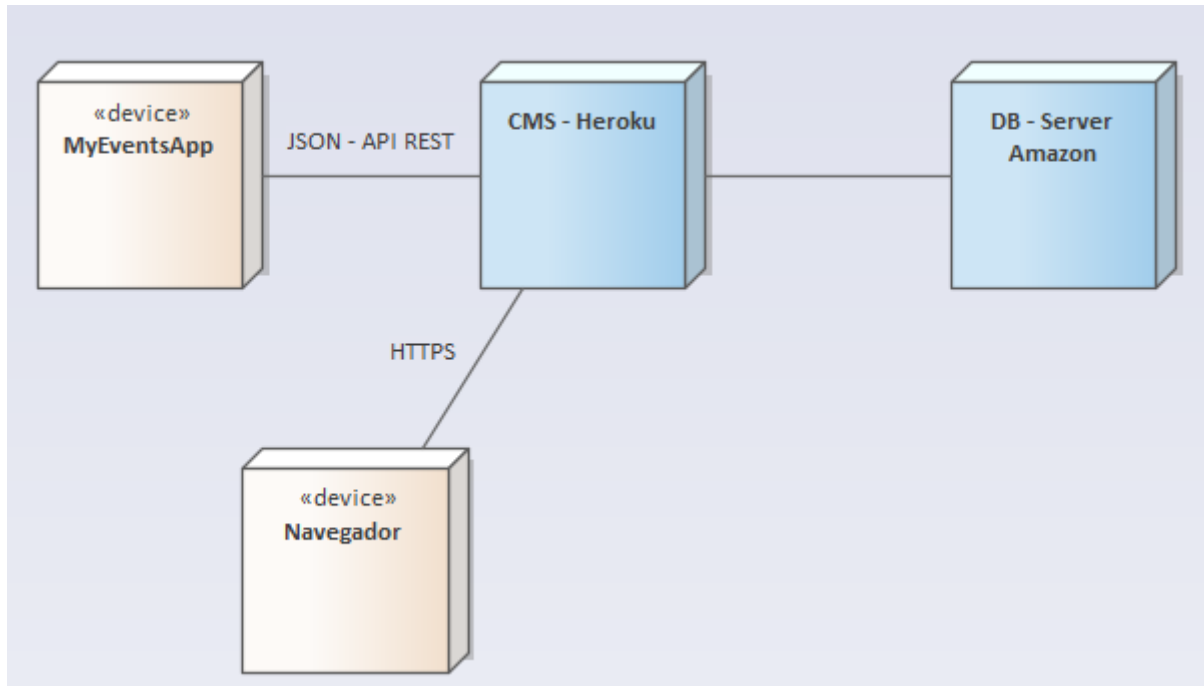 «device»
MyEventsApp
JSON - API REST
CMS - Heroku
DB - Server
Amazon
HTTPS
«device»
Navegador